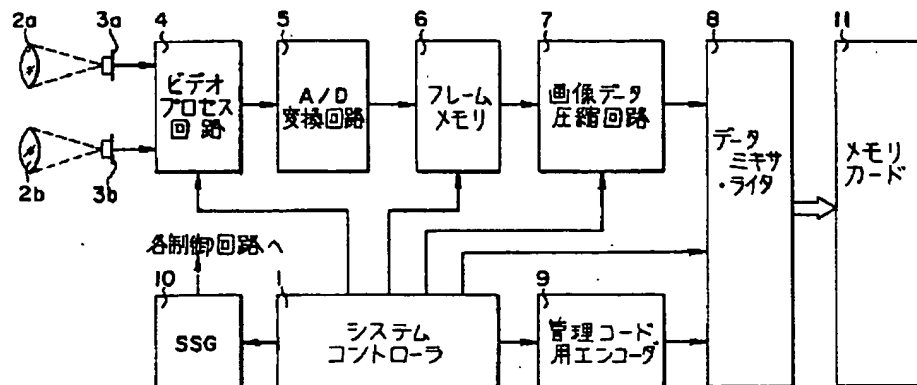 2a
3a
4
5
6
7
8
11
ビデオ
プロセス
回路
A/D
変換回路
フレーム
メモリ
画像データ
圧縮回路
データ
ミキサ
・ライタ
メモリ
カード
2b
3b
各制御回路へ
10
1
9
SSG
システム
コントローラ
管理コード
用エンコーダ